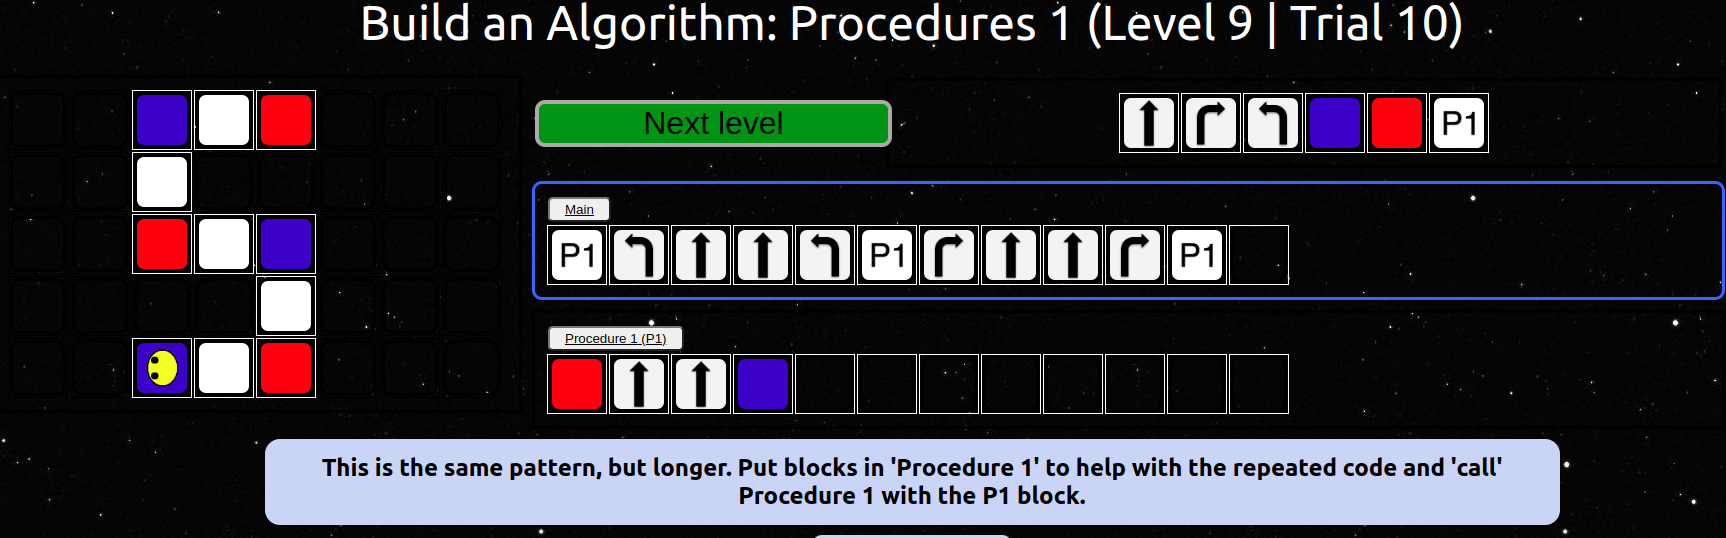 Build an Algorithm: Procedures 1 (Level 9 | Trial 10)
Next level
P1
Main
P1 P1 P1
Procedure 1 (P1)
This is the same pattern, but longer. Put blocks in 'Procedure 1' to help with the repeated code and 'call'
Procedure 1 with the P1 block.